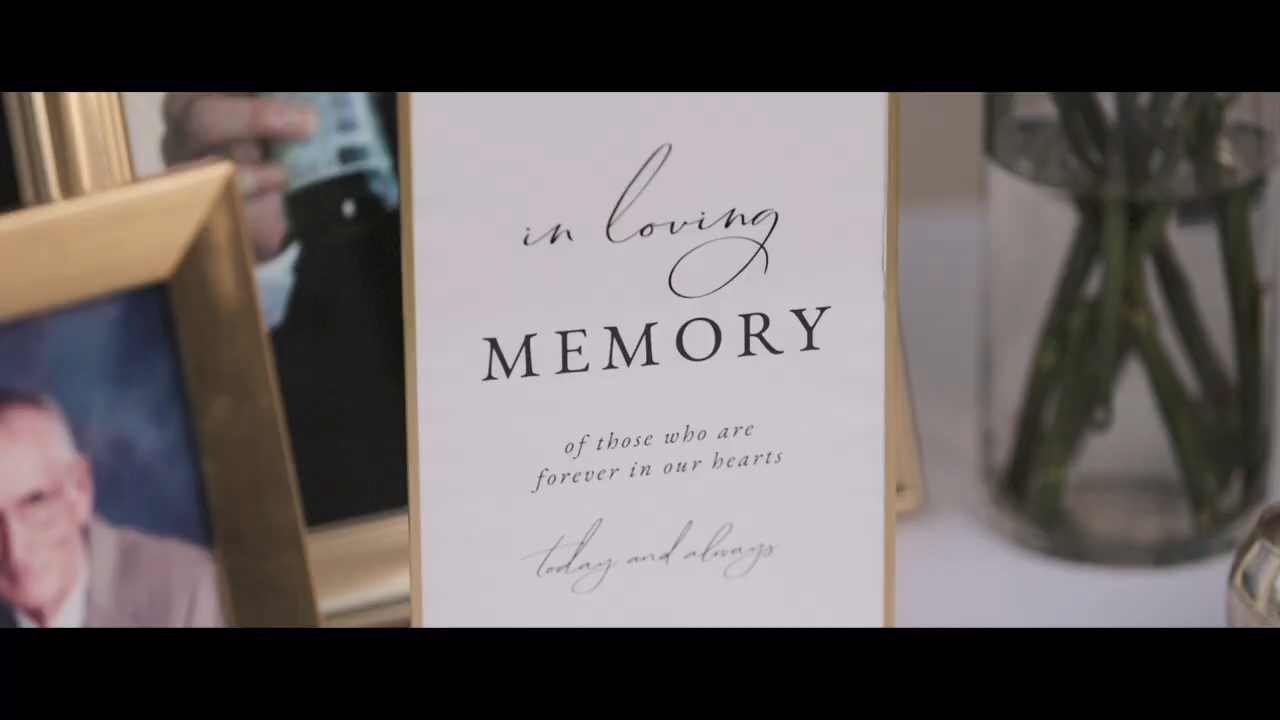 in loving
MEMORY
of those who are
forever in our hearts
today and always